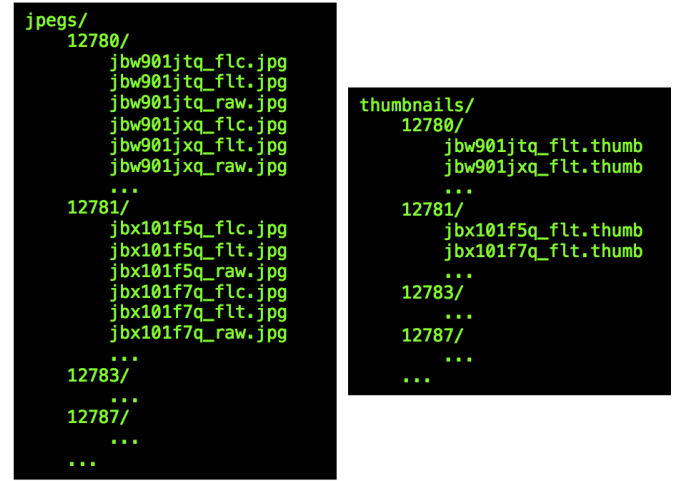 jpegs/
12780/
jbw901jtq_flc.jpg
jbw901jtq_flt.jpg
jbw901jtq_raw.jpg
jbw901jxq_flc.jpg
jbw901jxq_flt.jpg
jbw901jxq_raw.jpg
...
12781/
jbx101f5q_flc.jpg
jbx101f5q_flt.jpg
jbx101f5q_raw.jpg
jbx101f7q_flc.jpg
jbx101f7q_flt.jpg
jbx101f7q_raw.jpg
...
12783/
...
12787/
...
...
thumbnails/
12780/
jbw901jtq_flt.thumb
jbw901jxq_flt.thumb
...
12781/
jbx101f5q_flt.thumb
jbx101f7q_flt.thumb
...
12783/
...
12787/
...
...